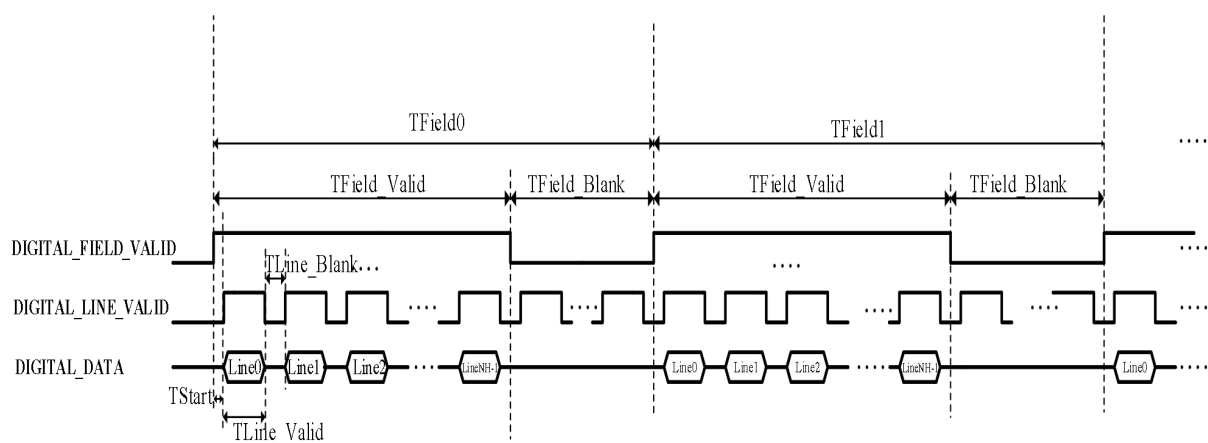 TField0
TField1
....
TField_Valid
TField_Blank
TField_Valid
TField_Blank
DIGITAL_FIELD_VALID
....
TLine_Blank
....
....
DIGITAL_LINE_VALID
....
....
....
....
....
DIGITAL_DATA
Line0
Line1
Line2
....
LineNH-1
Line0
Line1
Line2
....
LineNH-1
Line0
....
TStart
TLine_Valid